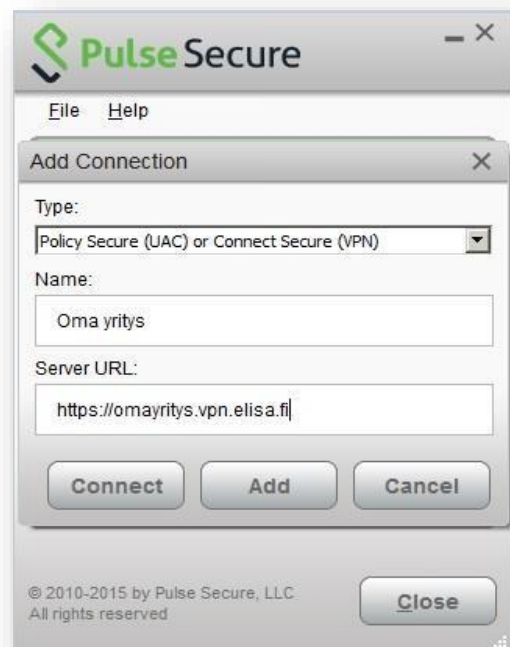 Pulse Secure
File Help
Add Connection
Type:
Policy Secure (UAC) or Connect Secure (VPN)
Name:
Oma yritys
Server URL:
https://omayritys.vpn.elisa.fi
Connect Add Cancel
© 2010-2015 by Pulse Secure, LLC
All rights reserved
Close